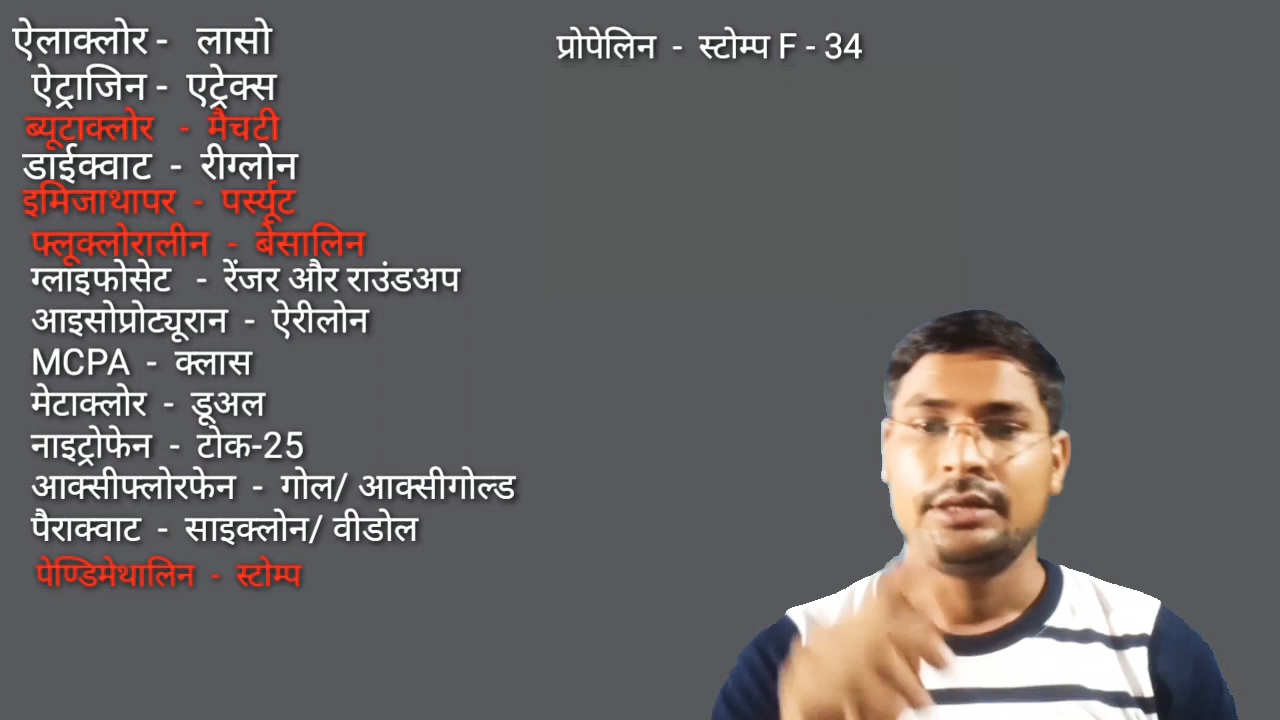 ऐलाक्लोर - लासो
ऐट्राजिन - एट्रेक्स
ब्यूटाक्लोर - मैचटी
डाईक्वाट - रीग्लोन
इमिजाथापर - पर्स्यूट
फ्लूक्लोरालीन - बेसालिन
ग्लाइफोसेट - रेंजर और राउंडअप
आइसोप्रोट्यूरान - ऐरीलोन
MCPA - क्लास
मेटाक्लोर - डूअल
नाइट्रोफेन - टोक-25
आक्सीफ्लोरफेन - गोल/ आक्सीगोल्ड
पैराक्वाट - साइक्लोन/ वीडोल
पेण्डिमेथालिन - स्टोम्प
प्रोपेलिन - स्टोम्प F - 34